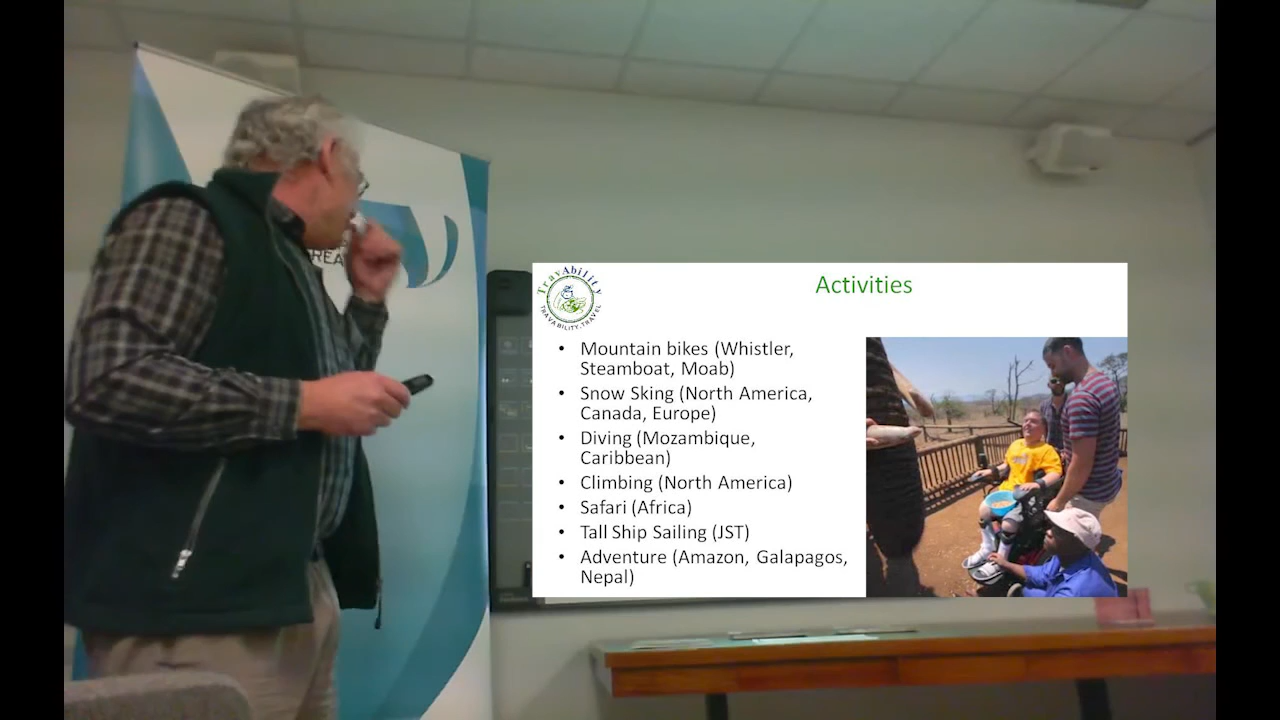 TravAbility
TRAVABILITY.TRAVEL
Activities
• Mountain bikes (Whistler,
Steamboat, Moab)
• Snow Sking (North America,
Canada, Europe)
• Diving (Mozambique,
Caribbean)
• Climbing (North America)
• Safari (Africa)
• Tall Ship Sailing (JST)
• Adventure (Amazon, Galapagos,
Nepal)